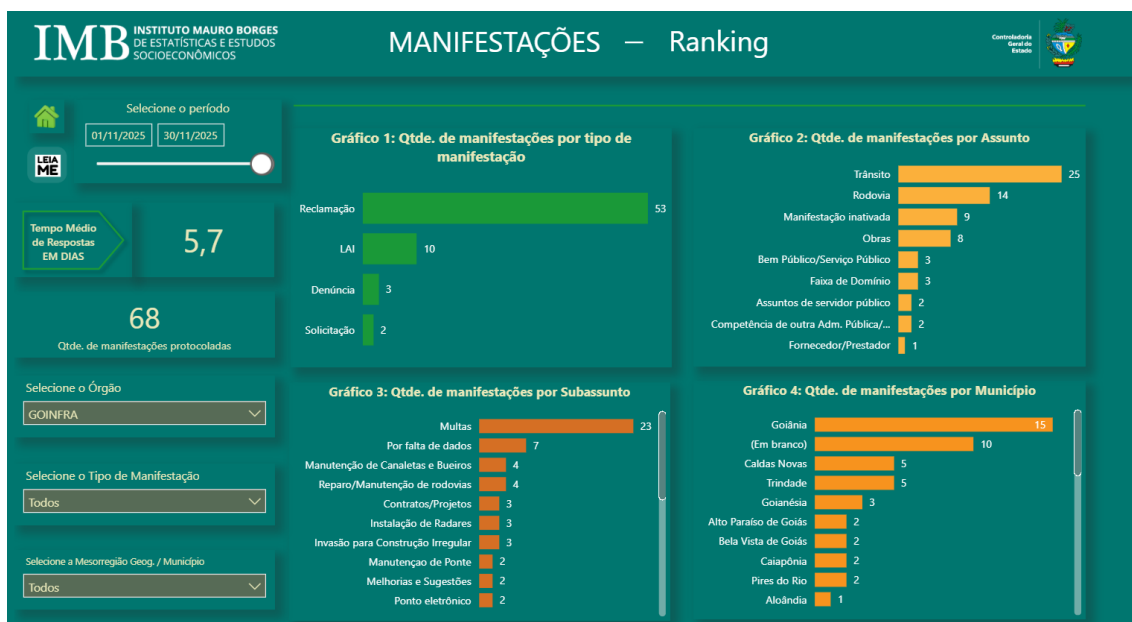 IMB
INSTITUTO MAURO BORGES
DE ESTATÍSTICAS E ESTUDOS
SOCIOECONÔMICOS
MANIFESTAÇÕES — Ranking
Controladoria
Geral do
Estado
Selecione o período
01/11/2025 30/11/2025
LEIA
ME
Tempo Médio
de Respostas
EM DIAS
5,7
68
Qtde. de manifestações protocoladas
Selecione o Órgão
GOINFRA
Selecione o Tipo de Manifestação
Todos
Selecione a Mesorregião Geog. / Município
Todos
Gráfico 1: Qtde. de manifestações por tipo de
manifestação
Reclamação 53
LAI 10
Denúncia 3
Solicitação 2
Gráfico 2: Qtde. de manifestações por Assunto
Trânsito 25
Rodovia 14
Manifestação inativada 9
Obras 8
Bem Público/Serviço Público 3
Faixa de Domínio 3
Assuntos de servidor público 2
Competência de outra Adm. Pública/... 2
Fornecedor/Prestador 1
Gráfico 3: Qtde. de manifestações por Subassunto
Multas 23
Por falta de dados 7
Manutenção de Canaletas e Bueiros 4
Reparo/Manutenção de rodovias 4
Contratos/Projetos 3
Instalação de Radares 3
Invasão para Construção Irregular 3
Manutençao de Ponte 2
Melhorias e Sugestões 2
Ponto eletrônico 2
Gráfico 4: Qtde. de manifestações por Município
Goiânia 15
(Em branco) 10
Caldas Novas 5
Trindade 5
Goianésia 3
Alto Paraíso de Goiás 2
Bela Vista de Goiás 2
Caiapônia 2
Pires do Rio 2
Aloândia 1